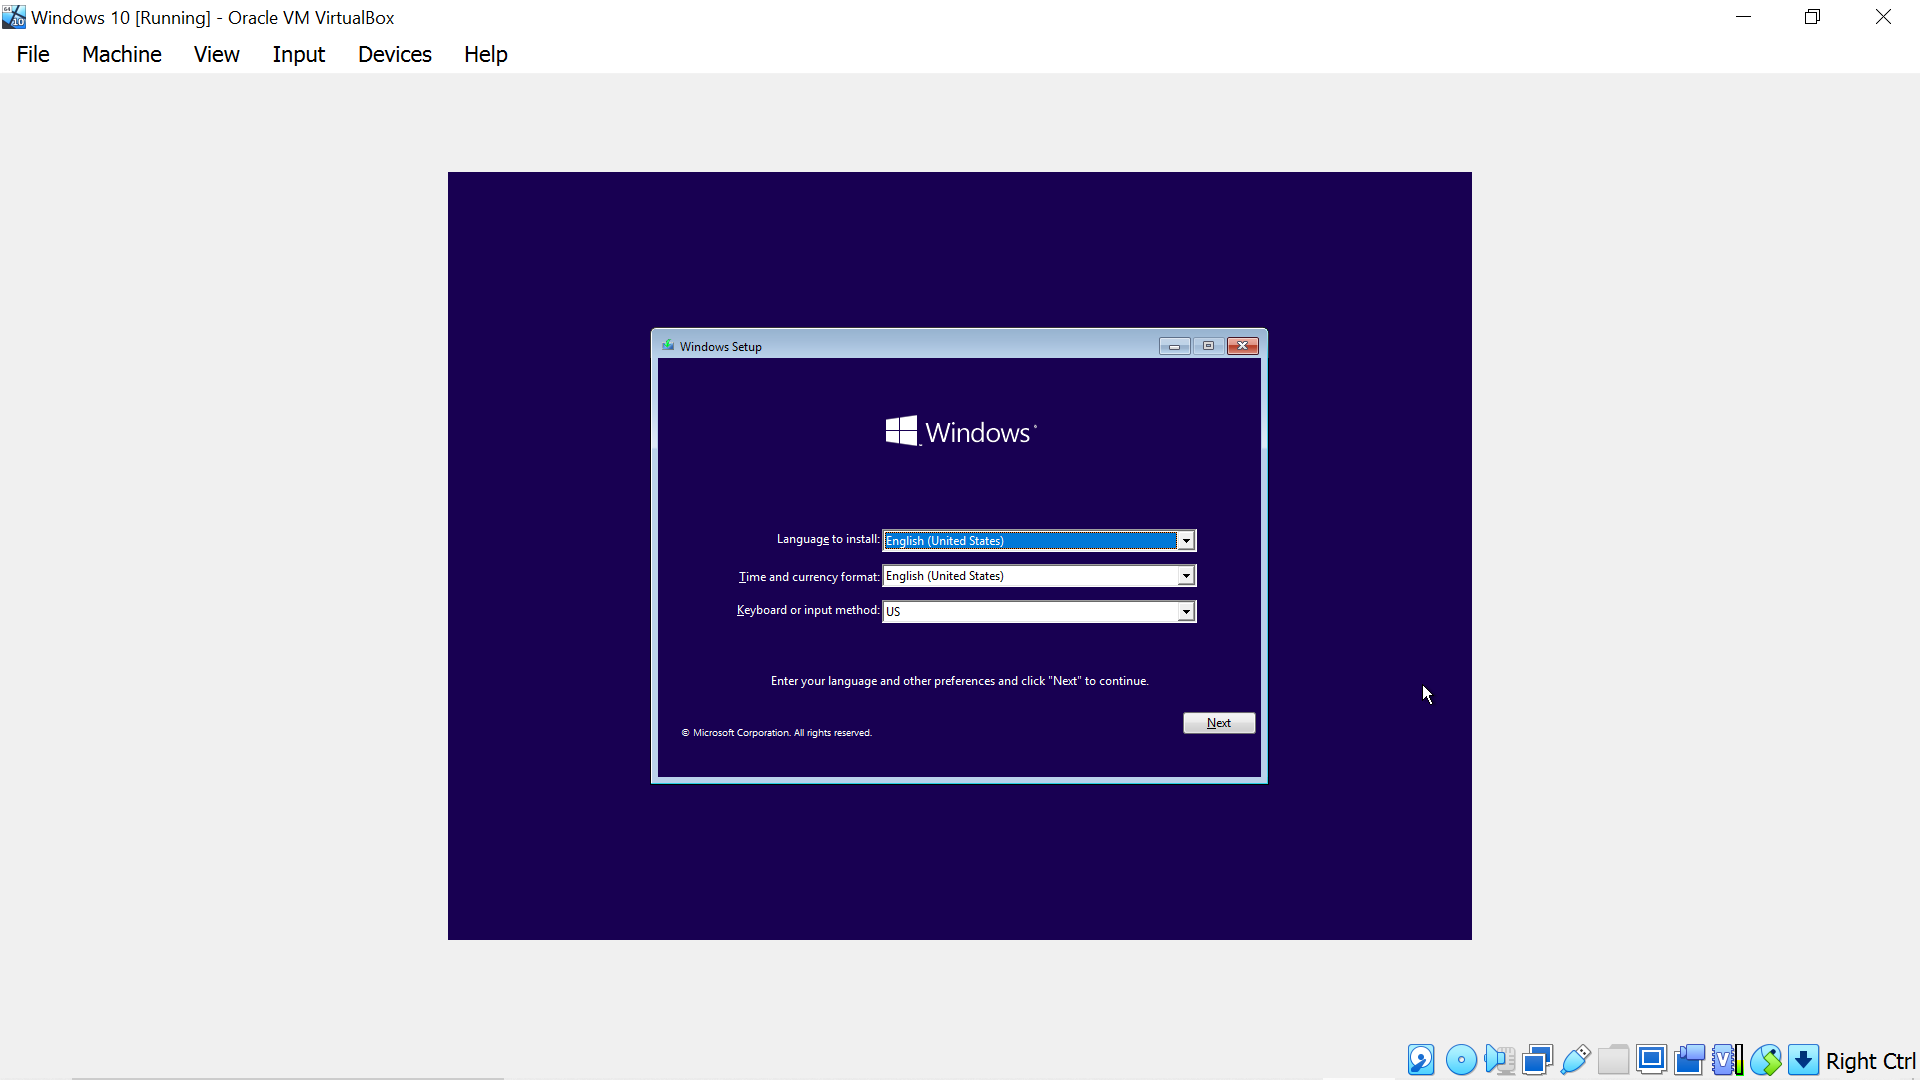 Windows 10 [Running] - Oracle VM VirtualBox
File Machine View Input Devices Help
Windows Setup
Windows
Language to install: English (United States)
Time and currency format: English (United States)
Keyboard or input method: US
Enter your language and other preferences and click "Next" to continue.
Next
© Microsoft Corporation. All rights reserved.
Right Ctrl